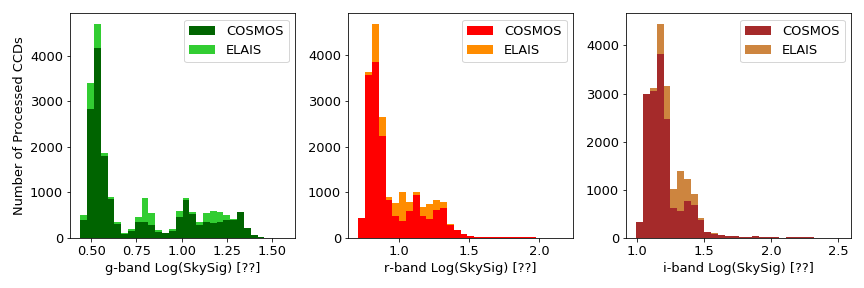 Number of Processed CCDs
4000
3000
2000
1000
0
0.50
0.75
1.00
1.25
1.50
g-band Log(SkySig) [??]
COSMOS
ELAIS
4000
3000
2000
1000
0
1.0
1.5
2.0
r-band Log(SkySig) [??]
COSMOS
ELAIS
4000
3000
2000
1000
0
1.0
1.5
2.0
2.5
i-band Log(SkySig) [??]
COSMOS
ELAIS